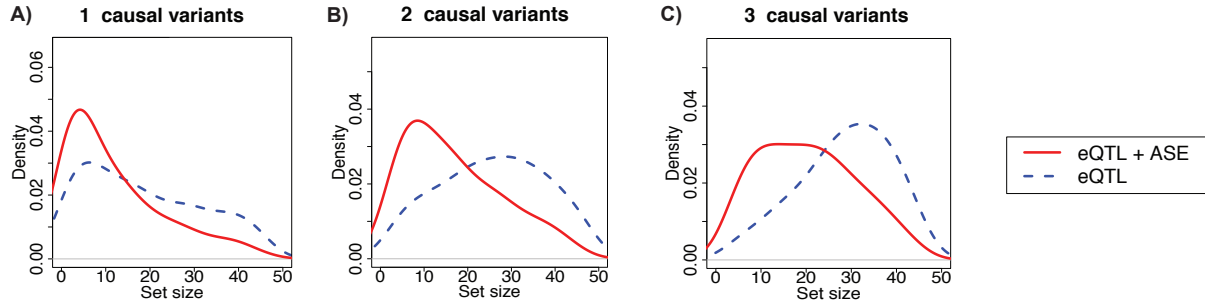 A) 1 causal variants
B) 2 causal variants
C) 3 causal variants
Density
0.00 0.02 0.04 0.06
0 10 20 30 40 50
Set size
Density
0.00 0.02 0.04
0 10 20 30 40 50
Set size
Density
0.00 0.02 0.04
0 10 20 30 40 50
Set size
eQTL + ASE
eQTL